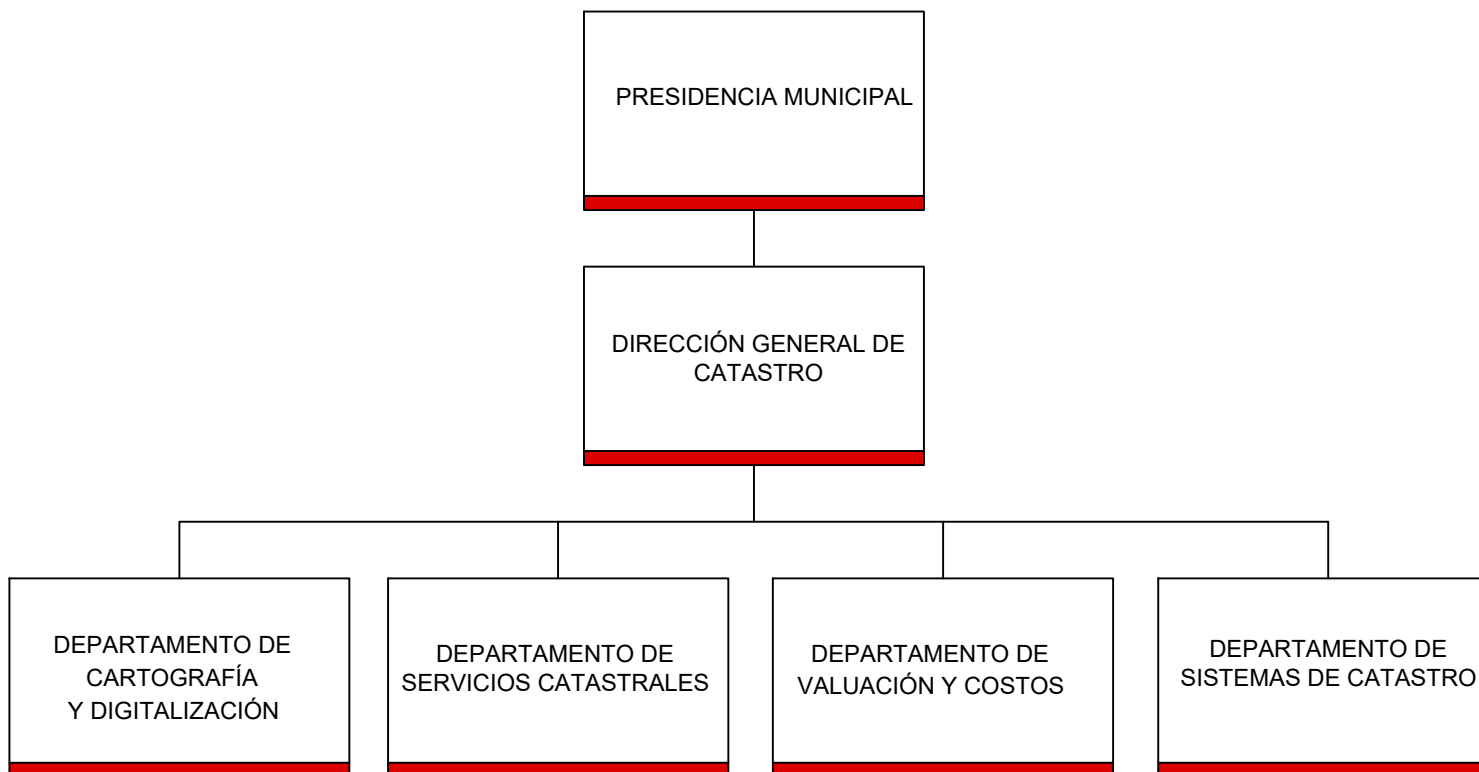 PRESIDENCIA MUNICIPAL
DIRECCIÓN GENERAL DE
CATASTRO
DEPARTAMENTO DE
CARTOGRAFÍA
Y DIGITALIZACIÓN
DEPARTAMENTO DE
SERVICIOS CATASTRALES
DEPARTAMENTO DE
VALUACIÓN Y COSTOS
DEPARTAMENTO DE
SISTEMAS DE CATASTRO